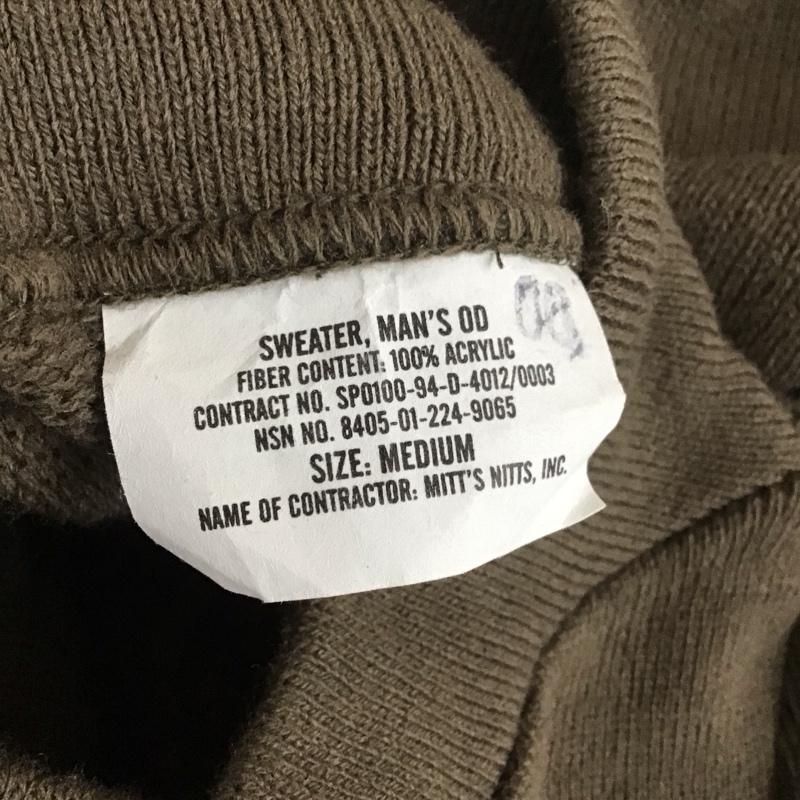 08
SWEATER, MAN'S OD
FIBER CONTENT: 100% ACRYLIC
CONTRACT NO. SPO100-94-D-4012/0003
NSN NO. 8405-01-224-9065
SIZE: MEDIUM
NAME OF CONTRACTOR: MITT'S NITTS, INC.